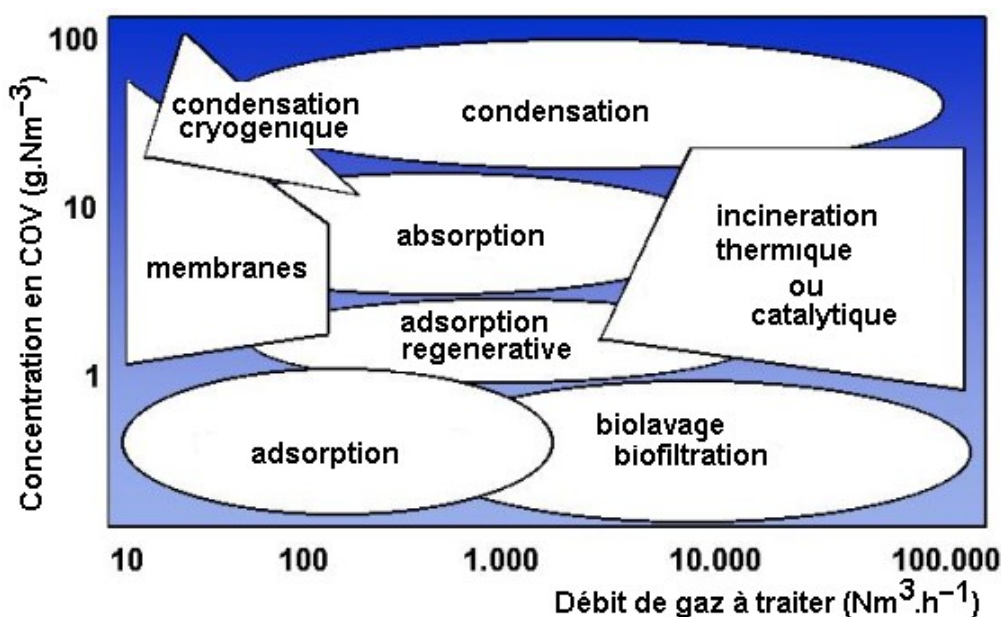 Concentration en COV (g.Nm⁻³)
100
10
1
condensation
cryogenique
condensation
absorption
membranes
incineration
thermique
ou
catalytique
adsorption
regenerative
adsorption
biolavage
biofiltration
10
100
1.000
10.000
100.000
Débit de gaz à traiter (Nm³.h⁻¹)